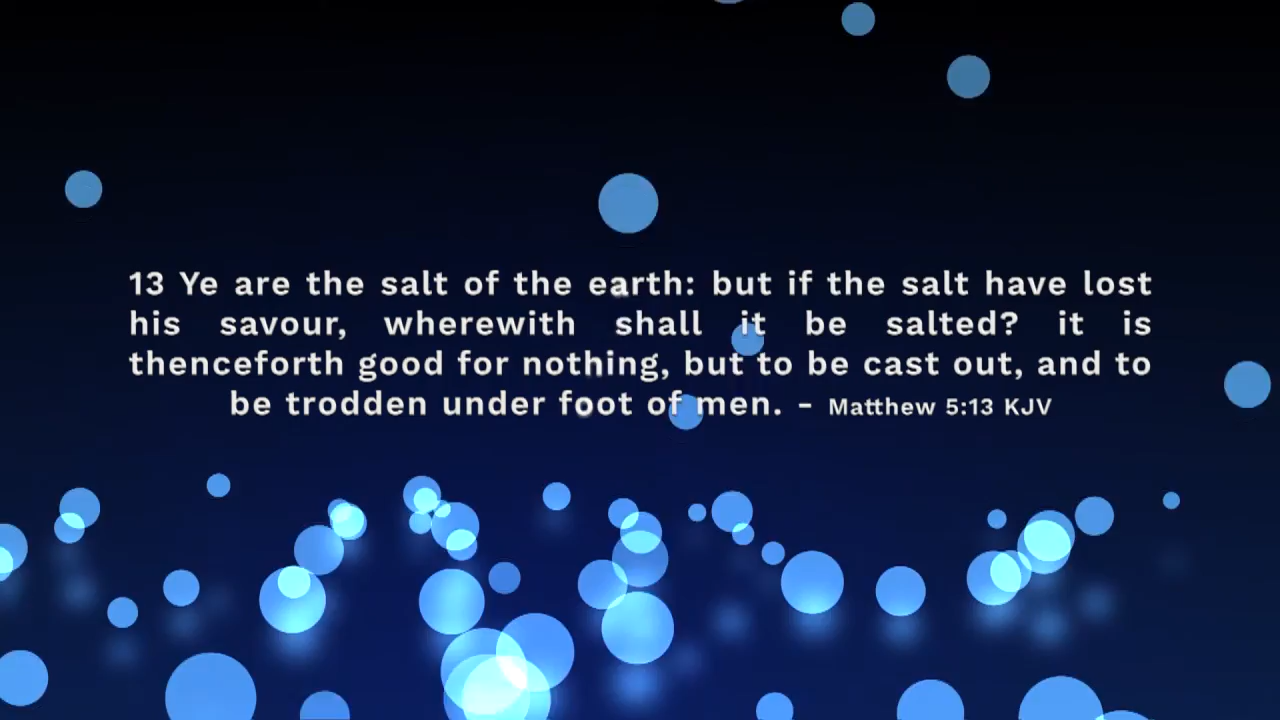 13 Ye are the salt of the earth: but if the salt have lost
his savour, wherewith shall it be salted? it is
thenceforth good for nothing, but to be cast out, and to
be trodden under foot of men. - Matthew 5:13 KJV